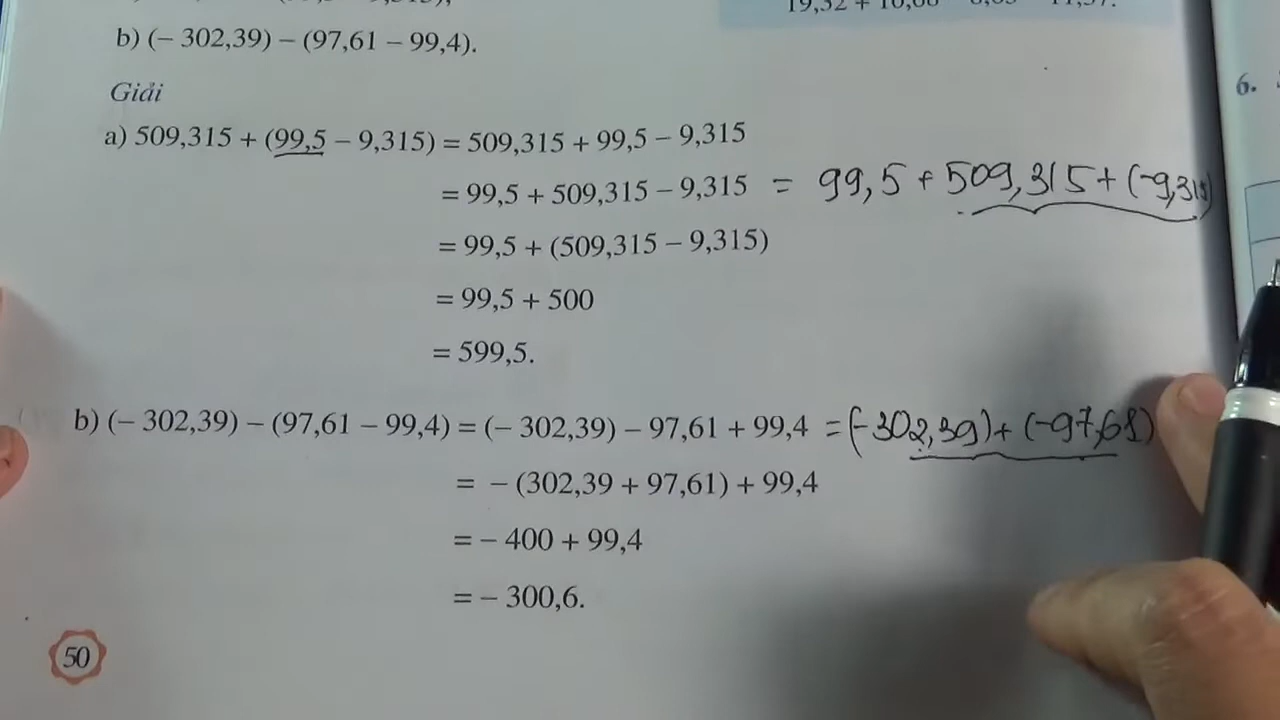 b) (– 302,39) – (97,61 – 99,4).
6.
Giải
a) 509,315 + (99,5 – 9,315) = 509,315 + 99,5 – 9,315
= 99,5 + 509,315 – 9,315 = 99,5 + 509,315 + (-9,315)
= 99,5 + (509,315 – 9,315)
= 99,5 + 500
= 599,5.
b) (– 302,39) – (97,61 – 99,4) = (– 302,39) – 97,61 + 99,4 = (-302,39) + (-97,61)
= – (302,39 + 97,61) + 99,4
= – 400 + 99,4
= – 300,6.
50